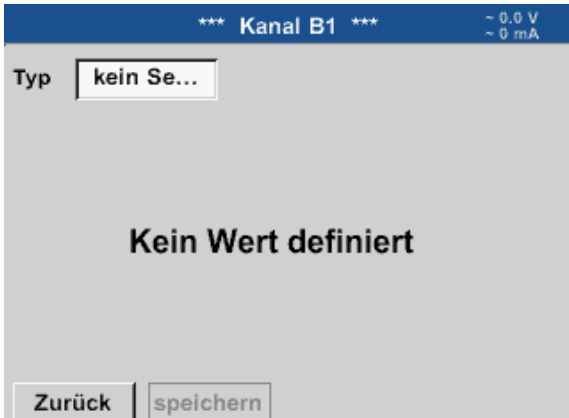 *** Kanal B1 ***
~ 0.0 V
~ 0 mA
Typ kein Se...
Kein Wert definiert
Zurück speichern